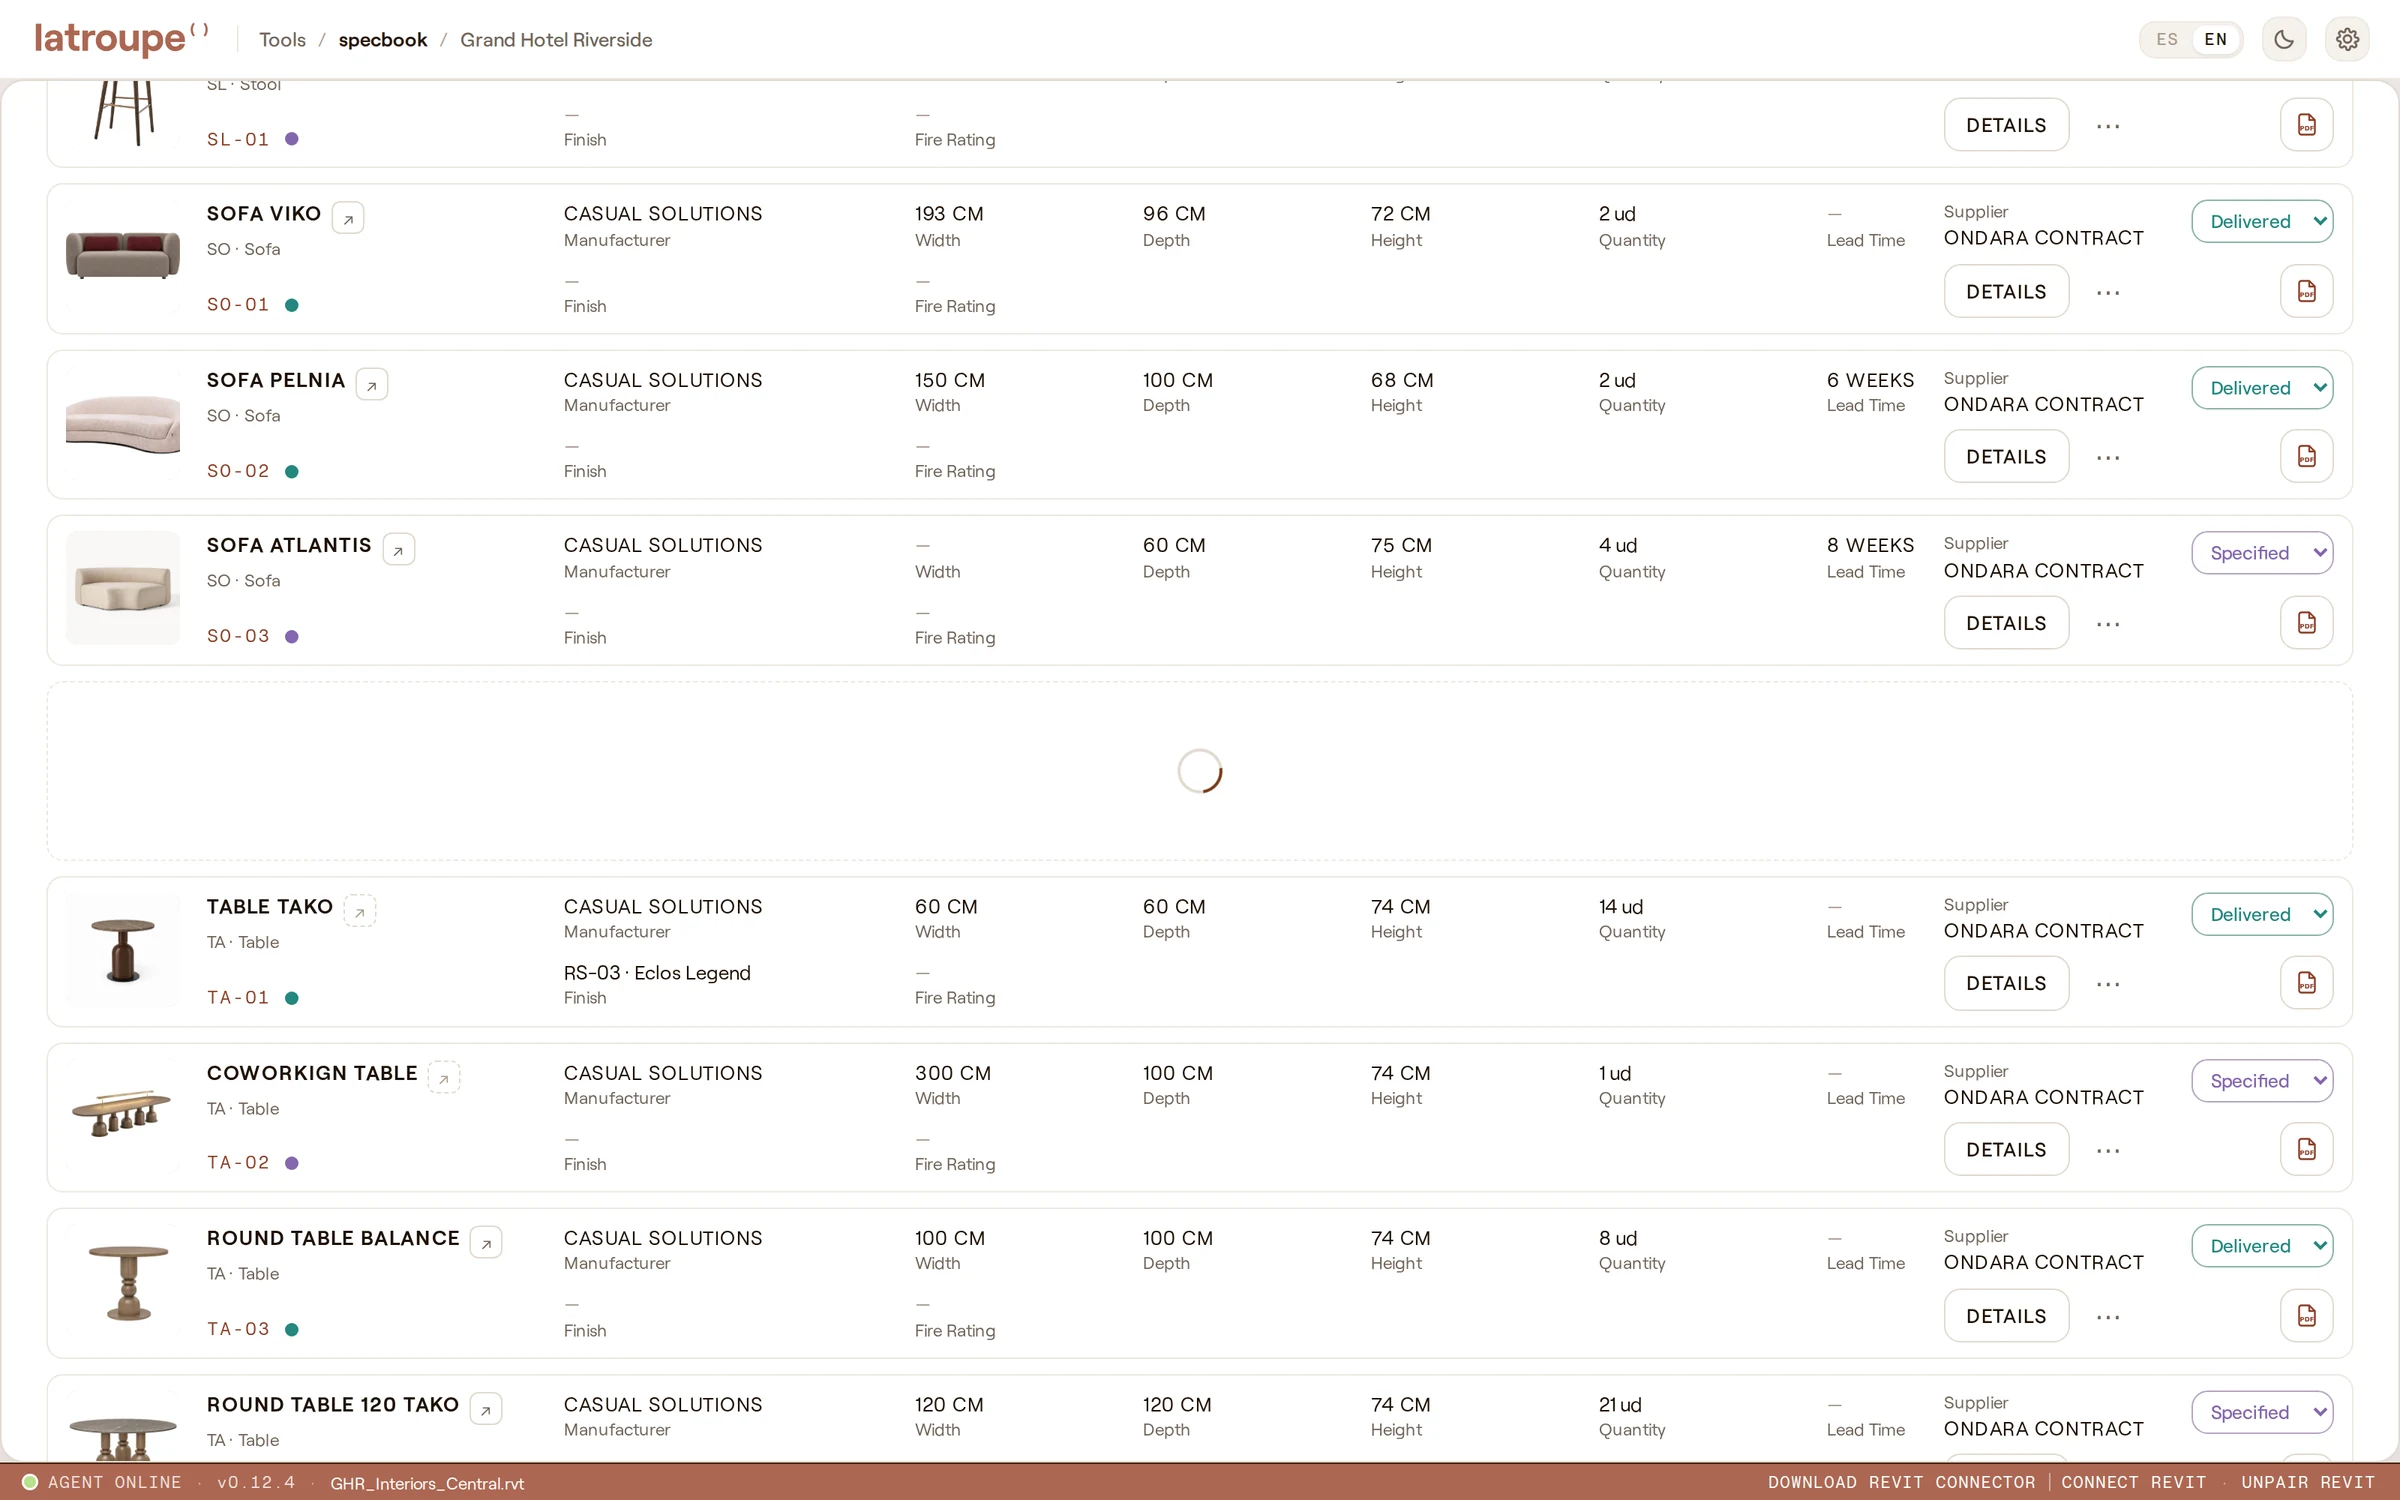 latroupe
Tools / specbook / Grand Hotel Riverside
ES EN
SL · Stool
SL-01
—
Finish
—
Fire Rating
DETAILS ...
PDF
SOFA VIKO
SO · Sofa
SO-01
CASUAL SOLUTIONS
Manufacturer
193 CM
Width
96 CM
Depth
72 CM
Height
2 ud
Quantity
—
Lead Time
—
Finish
—
Fire Rating
Supplier
ONDARA CONTRACT
Delivered
DETAILS ...
PDF
SOFA PELNIA
SO · Sofa
SO-02
CASUAL SOLUTIONS
Manufacturer
150 CM
Width
100 CM
Depth
68 CM
Height
2 ud
Quantity
6 WEEKS
Lead Time
—
Finish
—
Fire Rating
Supplier
ONDARA CONTRACT
Delivered
DETAILS ...
PDF
SOFA ATLANTIS
SO · Sofa
SO-03
CASUAL SOLUTIONS
Manufacturer
—
Width
60 CM
Depth
75 CM
Height
4 ud
Quantity
8 WEEKS
Lead Time
—
Finish
—
Fire Rating
Supplier
ONDARA CONTRACT
Specified
DETAILS ...
PDF
TABLE TAKO
TA · Table
TA-01
CASUAL SOLUTIONS
Manufacturer
60 CM
Width
60 CM
Depth
74 CM
Height
14 ud
Quantity
—
Lead Time
RS-03 · Eclos Legend
Finish
—
Fire Rating
Supplier
ONDARA CONTRACT
Delivered
DETAILS ...
PDF
COWORKIGN TABLE
TA · Table
TA-02
CASUAL SOLUTIONS
Manufacturer
300 CM
Width
100 CM
Depth
74 CM
Height
1 ud
Quantity
—
Lead Time
—
Finish
—
Fire Rating
Supplier
ONDARA CONTRACT
Specified
DETAILS ...
PDF
ROUND TABLE BALANCE
TA · Table
TA-03
CASUAL SOLUTIONS
Manufacturer
100 CM
Width
100 CM
Depth
74 CM
Height
8 ud
Quantity
—
Lead Time
—
Finish
—
Fire Rating
Supplier
ONDARA CONTRACT
Delivered
DETAILS ...
PDF
ROUND TABLE 120 TAKO
TA · Table
CASUAL SOLUTIONS
Manufacturer
120 CM
Width
120 CM
Depth
74 CM
Height
21 ud
Quantity
—
Lead Time
Supplier
ONDARA CONTRACT
Specified
AGENT ONLINE · v0.12.4 · GHR_Interiors_Central.rvt
DOWNLOAD REVIT CONNECTOR | CONNECT REVIT · UNPAIR REVIT